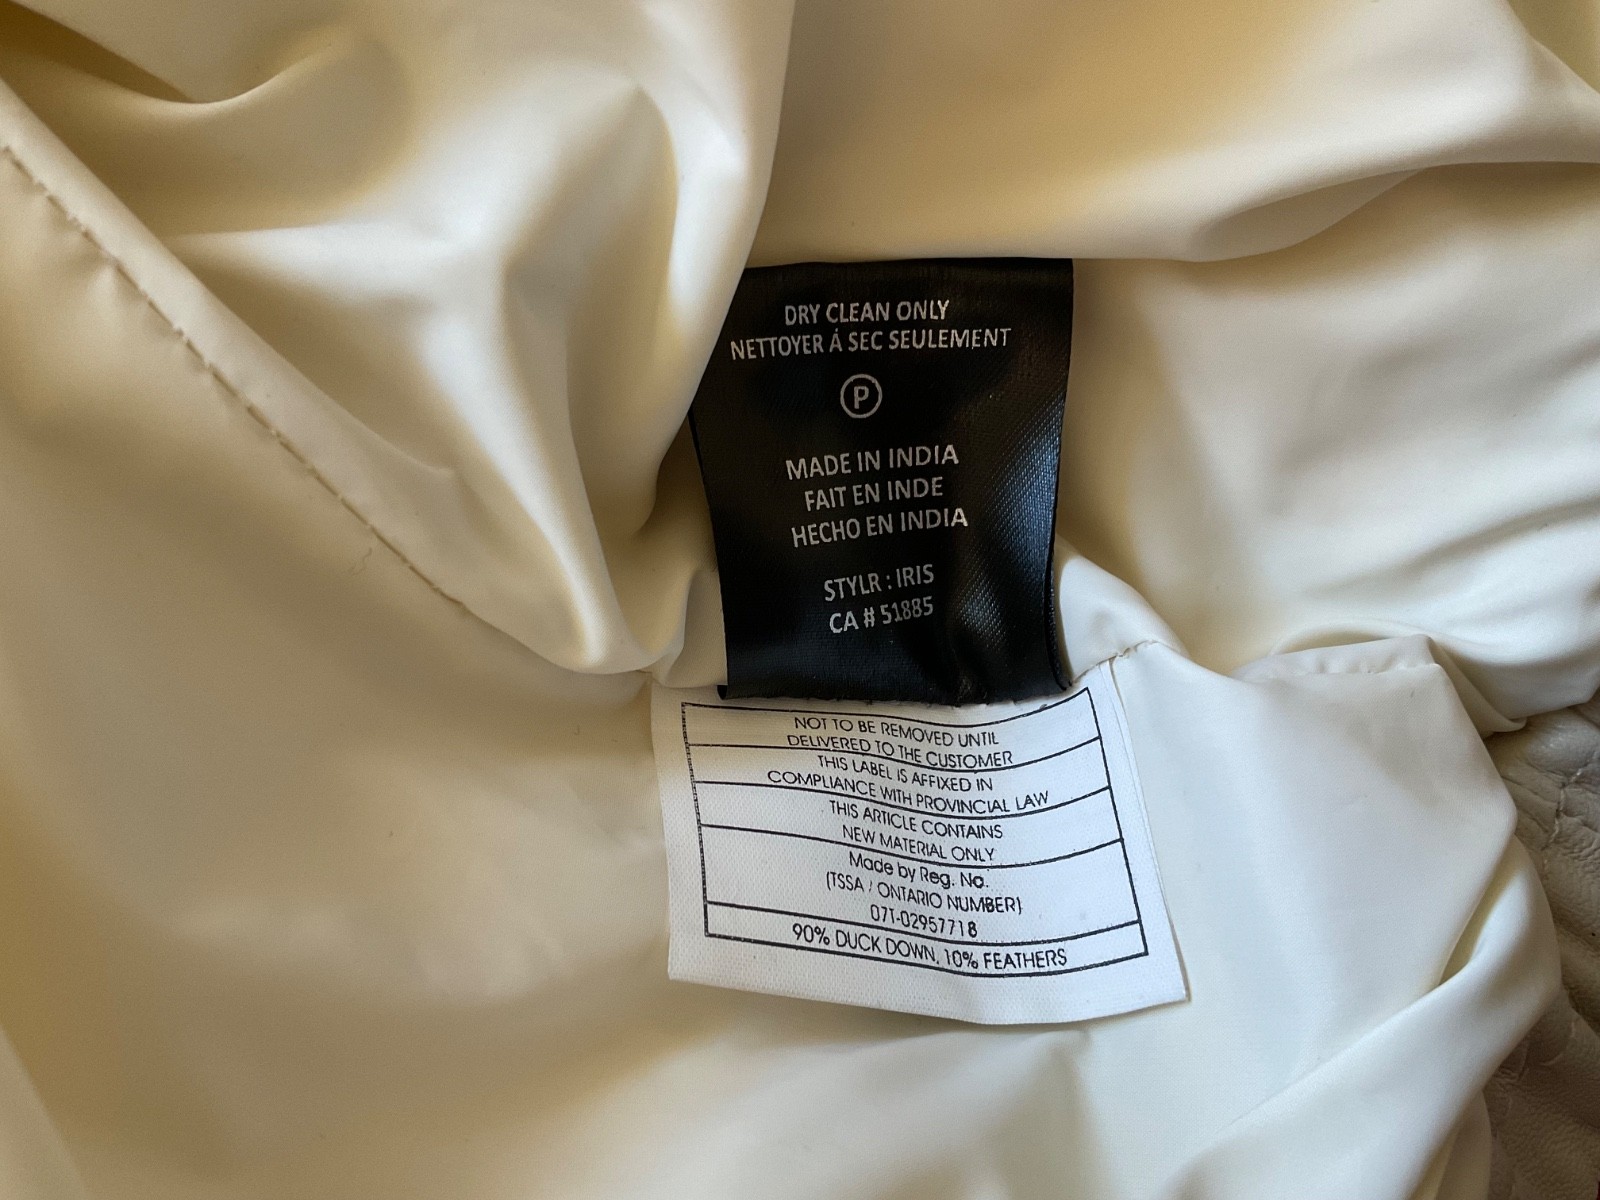 DRY CLEAN ONLY
NETTOYER Á SEC SEULEMENT
P
MADE IN INDIA
FAIT EN INDE
HECHO EN INDIA
STYLR : IRIS
CA # 51885
NOT TO BE REMOVED UNTIL
DELIVERED TO THE CUSTOMER
THIS LABEL IS AFFIXED IN
COMPLIANCE WITH PROVINCIAL LAW
THIS ARTICLE CONTAINS
NEW MATERIAL ONLY
Made by Reg. No.
(TSSA / ONTARIO NUMBER)
07T-02957718
90% DUCK DOWN, 10% FEATHERS